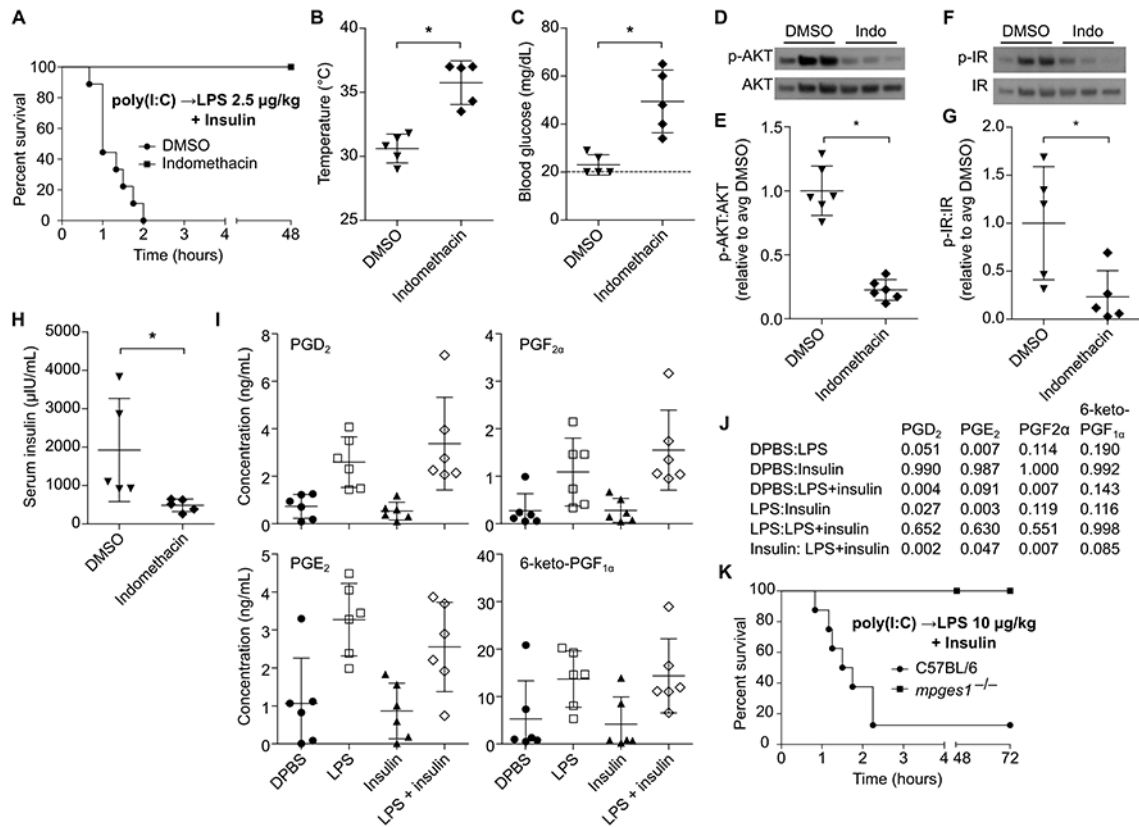 A
Percent survival
100
80
60
40
20
0
poly(I:C) →LPS 2.5 µg/kg
+ Insulin
DMSO
Indomethacin
0 1 2 3 4 48
Time (hours)
B
Temperature (°C)
40
35
30
25
*
DMSO
Indomethacin
C
Blood glucose (mg/dL)
80
60
40
20
0
*
DMSO
Indomethacin
D
DMSO Indo
p-AKT
AKT
E
p-AKT:AKT
(relative to avg DMSO)
1.5
1.0
0.5
0.0
*
DMSO
Indomethacin
F
DMSO Indo
p-IR
IR
G
p-IR:IR
(relative to avg DMSO)
2.0
1.5
1.0
0.5
0.0
*
DMSO
Indomethacin
H
Serum insulin (µIU/mL)
5000
4000
3000
2000
1000
0
*
DMSO
Indomethacin
I
Concentration (ng/mL)
8
6
4
2
0
PGD2
4
3
2
1
0
PGF2α
Concentration (ng/mL)
5
4
3
2
1
0
PGE2
40
30
20
10
0
6-keto-PGF1α
DPBS
LPS
Insulin
LPS + insulin
DPBS
LPS
Insulin
LPS + insulin
J
PGD2 PGE2 PGF2α 6-keto-PGF1α
DPBS:LPS 0.051 0.007 0.114 0.190
DPBS:Insulin 0.990 0.987 1.000 0.992
DPBS:LPS+insulin 0.004 0.091 0.007 0.143
LPS:Insulin 0.027 0.003 0.119 0.116
LPS:LPS+insulin 0.652 0.630 0.551 0.998
Insulin: LPS+insulin 0.002 0.047 0.007 0.085
K
Percent survival
100
80
60
40
20
0
poly(I:C) →LPS 10 µg/kg
+ Insulin
C57BL/6
mpges1−/−
0 1 2 3 4 48 72
Time (hours)